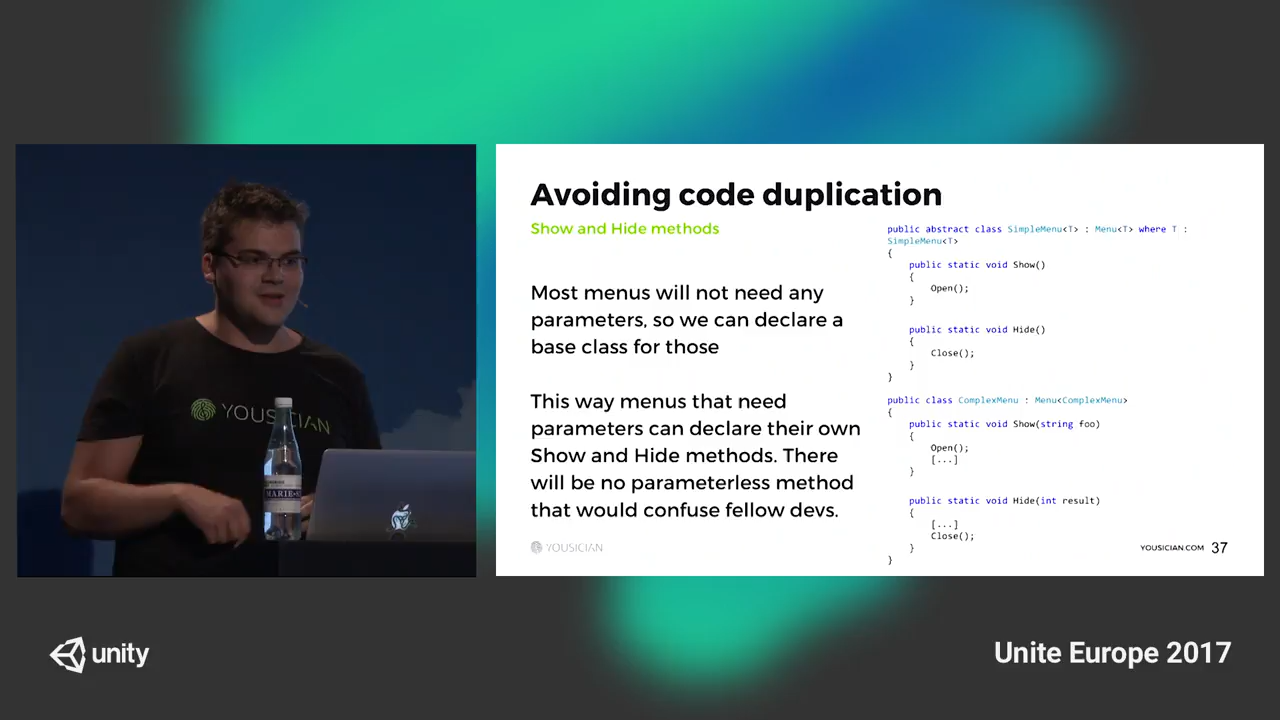 YOUSICIAN
MARIE-
Avoiding code duplication
Show and Hide methods
Most menus will not need any
parameters, so we can declare a
base class for those
This way menus that need
parameters can declare their own
Show and Hide methods. There
will be no parameterless method
that would confuse fellow devs.
public abstract class SimpleMenu<T> : Menu<T> where T :
SimpleMenu<T>
{
public static void Show()
{
Open();
}
public static void Hide()
{
Close();
}
}
public class ComplexMenu : Menu<ComplexMenu>
{
public static void Show(string foo)
{
Open();
[...]
}
public static void Hide(int result)
{
[...]
Close();
}
}
YOUSICIAN
YOUSICIAN.COM 37
unity
Unite Europe 2017